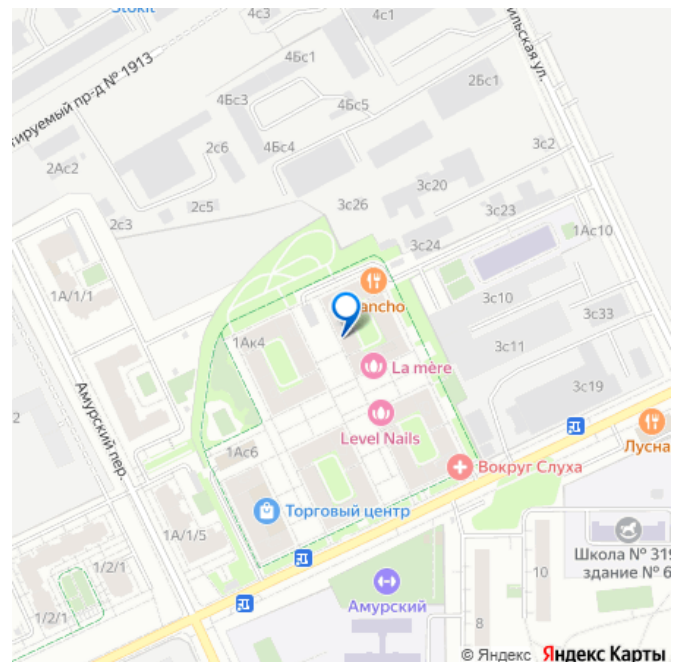 Stokit
4с3
4с1
тируемый пр-д № 1913
ильская ул.
4Бс1
2Бс1
4Бс3
4Бс5
2с6
4Бс4
3с2
2Ас2
3с20
2с5
3с26
3с23
2с3
3с24
1Ас10
1А/1/1
3с10
ancho
3с33
1Ак4
3с11
La mère
3с19
Амурский пер.
2
Level Nails
Лусна
1Ас6
Вокруг Слуха
Торговый центр
1А/1/5
Школа № 319
здание № 6
1/2/1
10
Амурский
1/2/1
8
© Яндекс Яндекс Карты